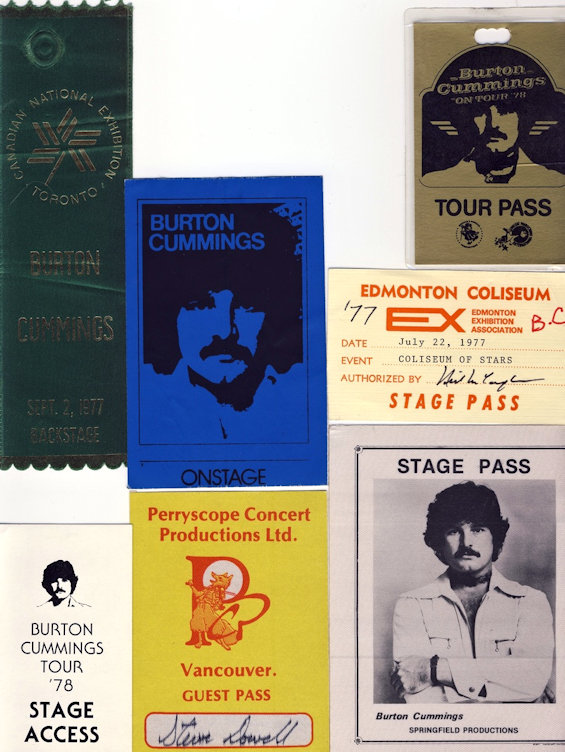 CANADIAN NATIONAL EXHIBITION
TORONTO
BURTON
CUMMINGS
SEPT. 2, 1977
BACKSTAGE
BURTON
CUMMINGS
ONSTAGE
Burton
Cummings
ON TOUR '78
TOUR PASS
EDMONTON COLISEUM
'77 EX EDMONTON
EXHIBITION
ASSOCIATION B.C
DATE July 22, 1977
EVENT COLISEUM OF STARS
AUTHORIZED BY
STAGE PASS
BURTON
CUMMINGS
TOUR
'78
STAGE
ACCESS
Perryscope Concert
Productions Ltd.
Vancouver.
GUEST PASS
Steve Dowell
STAGE PASS
Burton Cummings
SPRINGFIELD PRODUCTIONS